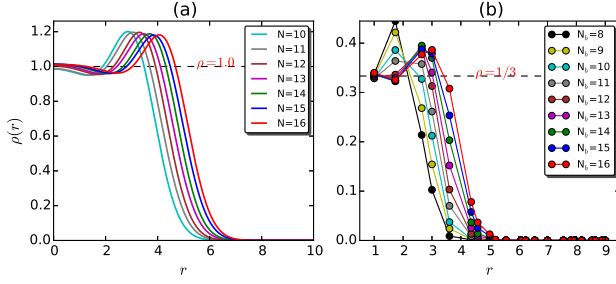 (a)
ρ(r)
1.2
1.0
0.8
0.6
0.4
0.2
0.0
0
2
4
6
8
10
r
ρ=1.0
N=10
N=11
N=12
N=13
N=14
N=15
N=16
(b)
0.4
0.3
0.2
0.1
0.0
1
2
3
4
5
6
7
8
9
r
ρ=1/3
N_b=8
N_b=9
N_b=10
N_b=11
N_b=12
N_b=13
N_b=14
N_b=15
N_b=16